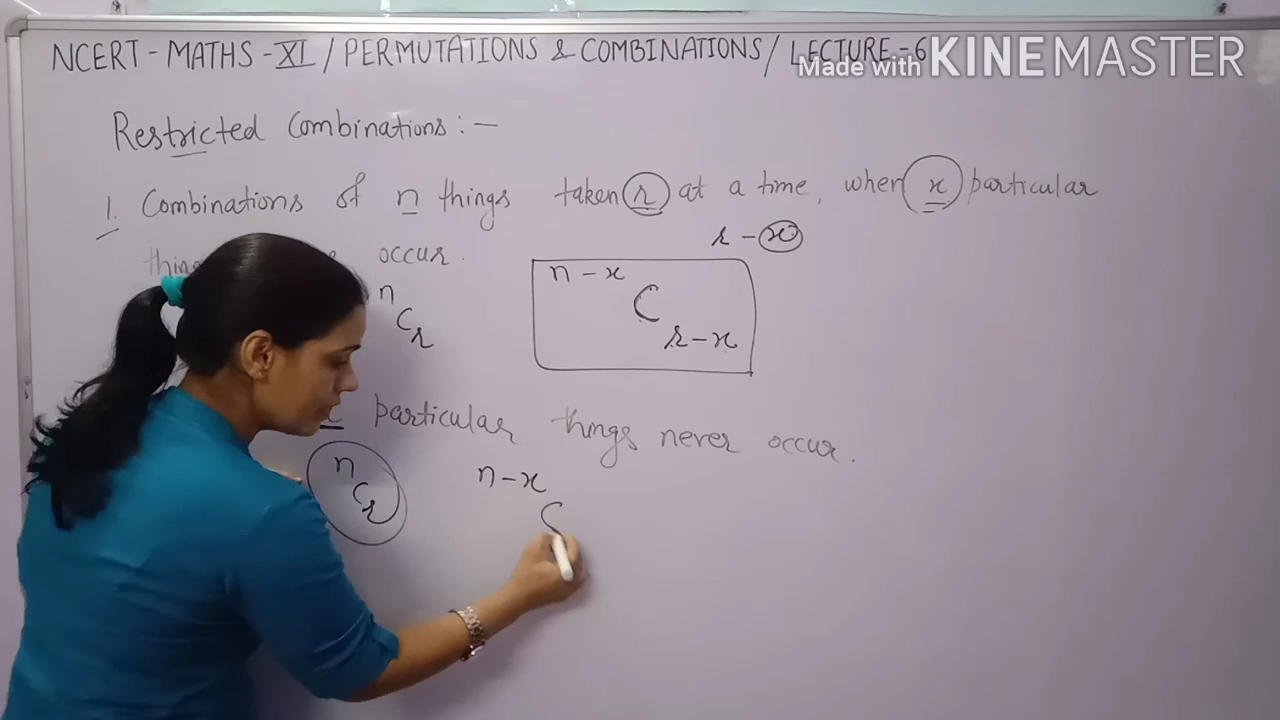 NCERT - MATHS - XI / PERMUTATIONS & COMBINATIONS / LECTURE - 6
Made with KINEMASTER
Restricted Combinations : —
1. Combinations of n things taken r at a time, when x particular
occur.
r - x
n C r
n - x C r - x
x particular things never occur.
n C r
n - x C